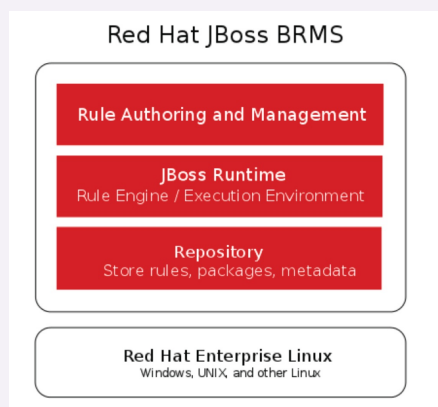 Red Hat JBoss BRMS
Rule Authoring and Management
JBoss Runtime
Rule Engine / Execution Environment
Repository
Store rules, packages, metadata
Red Hat Enterprise Linux
Windows, UNIX, and other Linux